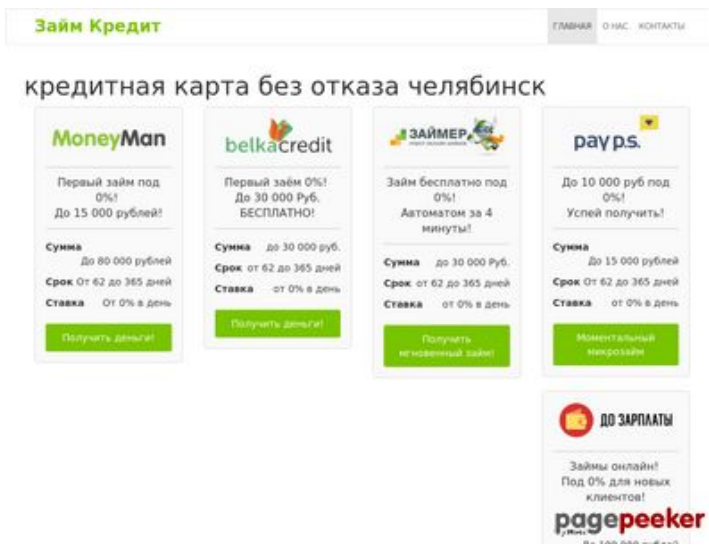 Займ Кредит
ГЛАВНАЯ О НАС КОНТАКТЫ
кредитная карта без отказа челябинск
MoneyMan
Первый займ под
0%!
До 15 000 рублей!
Сумма
До 80 000 рублей
Срок От 62 до 365 дней
Ставка От 0% в день
Получить деньги!
belkacredit
Первый заём 0%!
До 30 000 Руб.
БЕСПЛАТНО!
Сумма до 30 000 руб.
Срок от 62 до 365 дней
Ставка от 0% в день
Получить деньги!
ЗАЙМЕР
Займ бесплатно под
0%!
Автоматом за 4
минуты!
Сумма до 30 000 Руб.
Срок от 62 до 365 дней
Ставка от 0% в день
Получить
мгновенный займ!
pay p.s.
До 10 000 руб под
0%!
Успей получить!
Сумма
До 15 000 рублей
Срок От 62 до 365 дней
Ставка от 0% в день
Моментальный
микрозайм
ДО ЗАРПЛАТЫ
Займы онлайн!
Под 0% для новых
клиентов!
pagepeeker
До 100 000 рублей